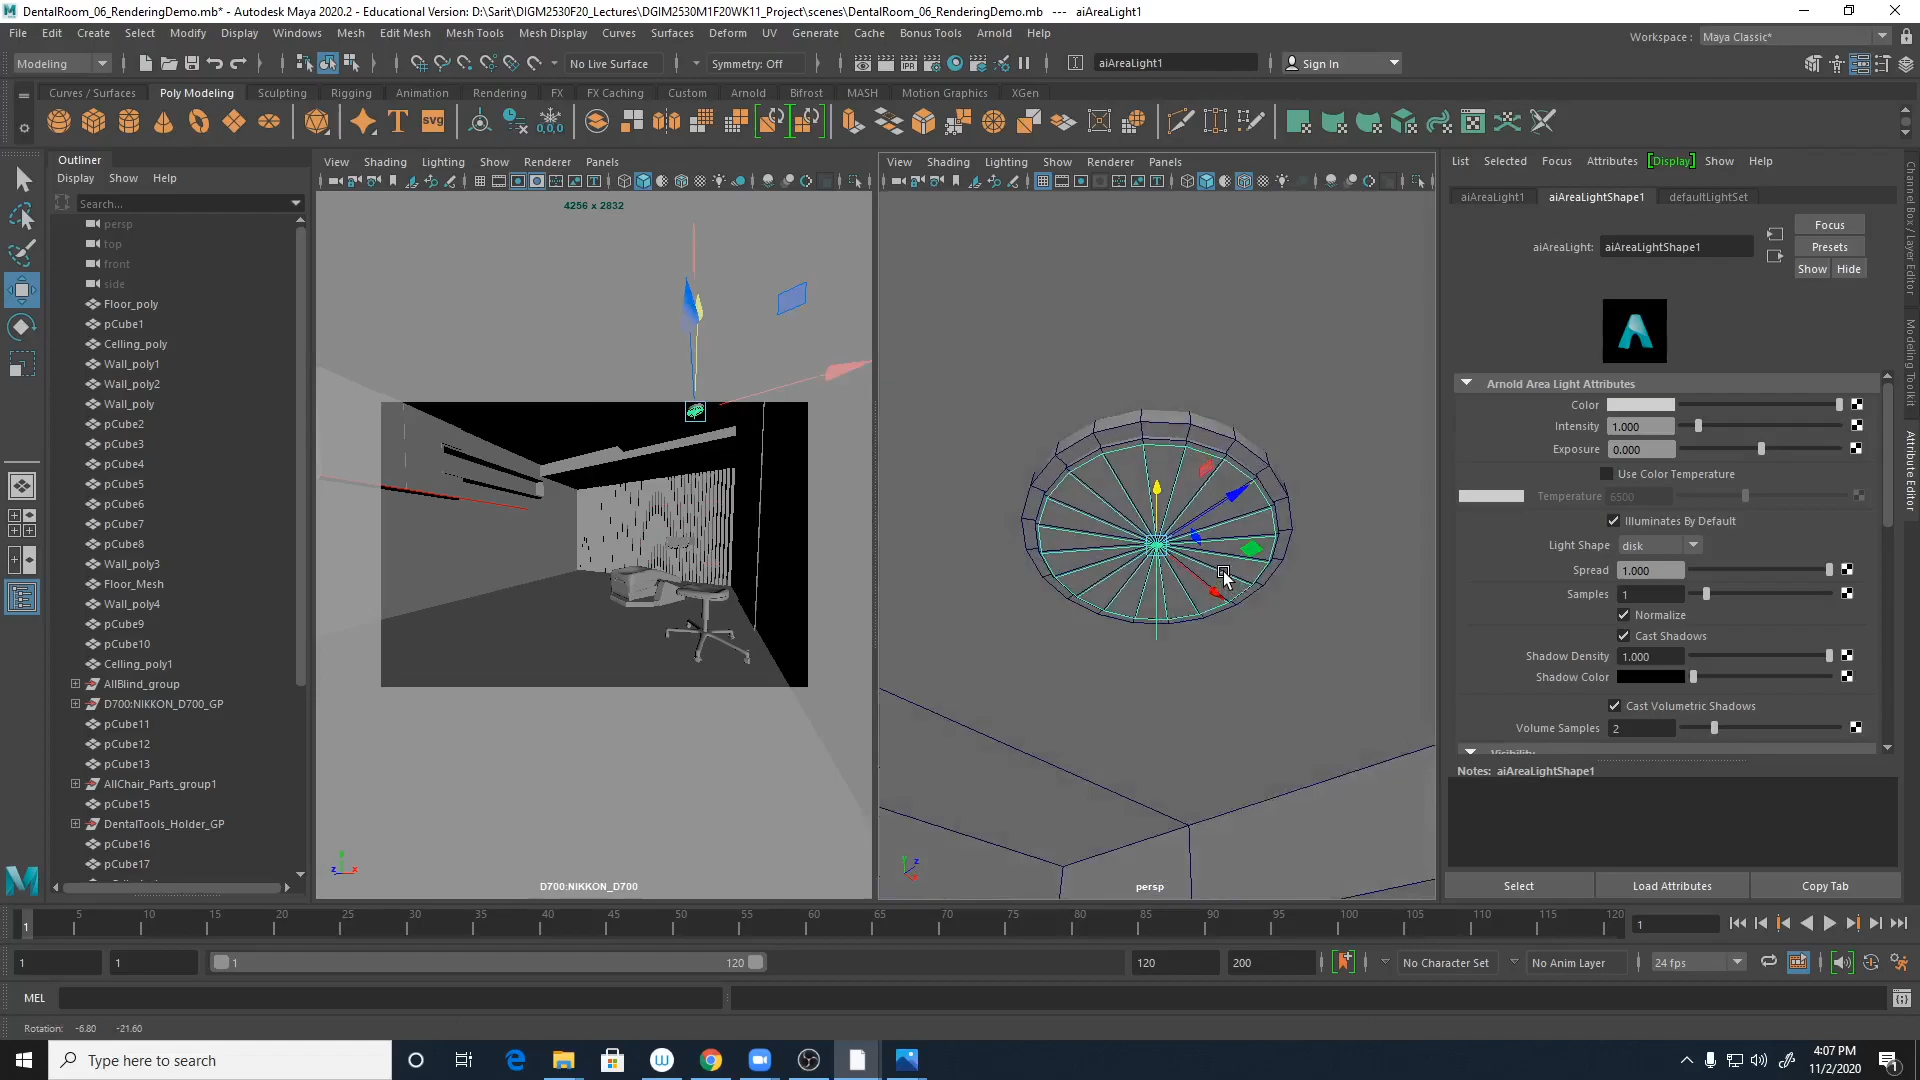 DentalRoom_06_RenderingDemo.mb* - Autodesk Maya 2020.2 - Educational Version: D:\Sarit\DIGM2530F20_Lectures\DGIM2530M1F20WK11_Project\scenes\DentalRoom_06_RenderingDemo.mb --- aiAreaLight1
File Edit Create Select Modify Display Windows Mesh Edit Mesh Mesh Tools Mesh Display Curves Surfaces Deform UV Generate Cache Bonus Tools Arnold Help
Workspace : Maya Classic*
Modeling No Live Surface Symmetry: Off aiAreaLight1 Sign In
Curves / Surfaces Poly Modeling Sculpting Rigging Animation Rendering FX FX Caching Custom Arnold Bifrost MASH Motion Graphics XGen
Outliner
Display Show Help
Search...
persp
top
front
side
Floor_poly
pCube1
Celling_poly
Wall_poly1
Wall_poly2
Wall_poly
pCube2
pCube3
pCube4
pCube5
pCube6
pCube7
pCube8
Wall_poly3
Floor_Mesh
Wall_poly4
pCube9
pCube10
Celling_poly1
AllBlind_group
D700:NIKKON_D700_GP
pCube11
pCube12
pCube13
AllChair_Parts_group1
pCube15
DentalTools_Holder_GP
pCube16
pCube17
View Shading Lighting Show Renderer Panels
4256 x 2832
D700:NIKKON_D700
View Shading Lighting Show Renderer Panels
persp
List Selected Focus Attributes Display Show Help
aiAreaLight1 aiAreaLightShape1 defaultLightSet
aiAreaLight: aiAreaLightShape1
Focus
Presets
Show Hide
Arnold Area Light Attributes
Color
Intensity 1.000
Exposure 0.000
Use Color Temperature
Temperature 6500
Illuminates By Default
Light Shape disk
Spread 1.000
Samples 1
Normalize
Cast Shadows
Shadow Density 1.000
Shadow Color
Cast Volumetric Shadows
Volume Samples 2
Visibility
Notes: aiAreaLightShape1
Select Load Attributes Copy Tab
Channel Box / Layer Editor
Modeling Toolkit
Attribute Editor
1 5 10 15 20 25 30 35 40 45 50 55 60 65 70 75 80 85 90 95 100 105 110 115 120 1
1 1 1 120 120 200 No Character Set No Anim Layer 24 fps
MEL
Rotation: -6.80 -21.60
Type here to search
4:07 PM
11/2/2020